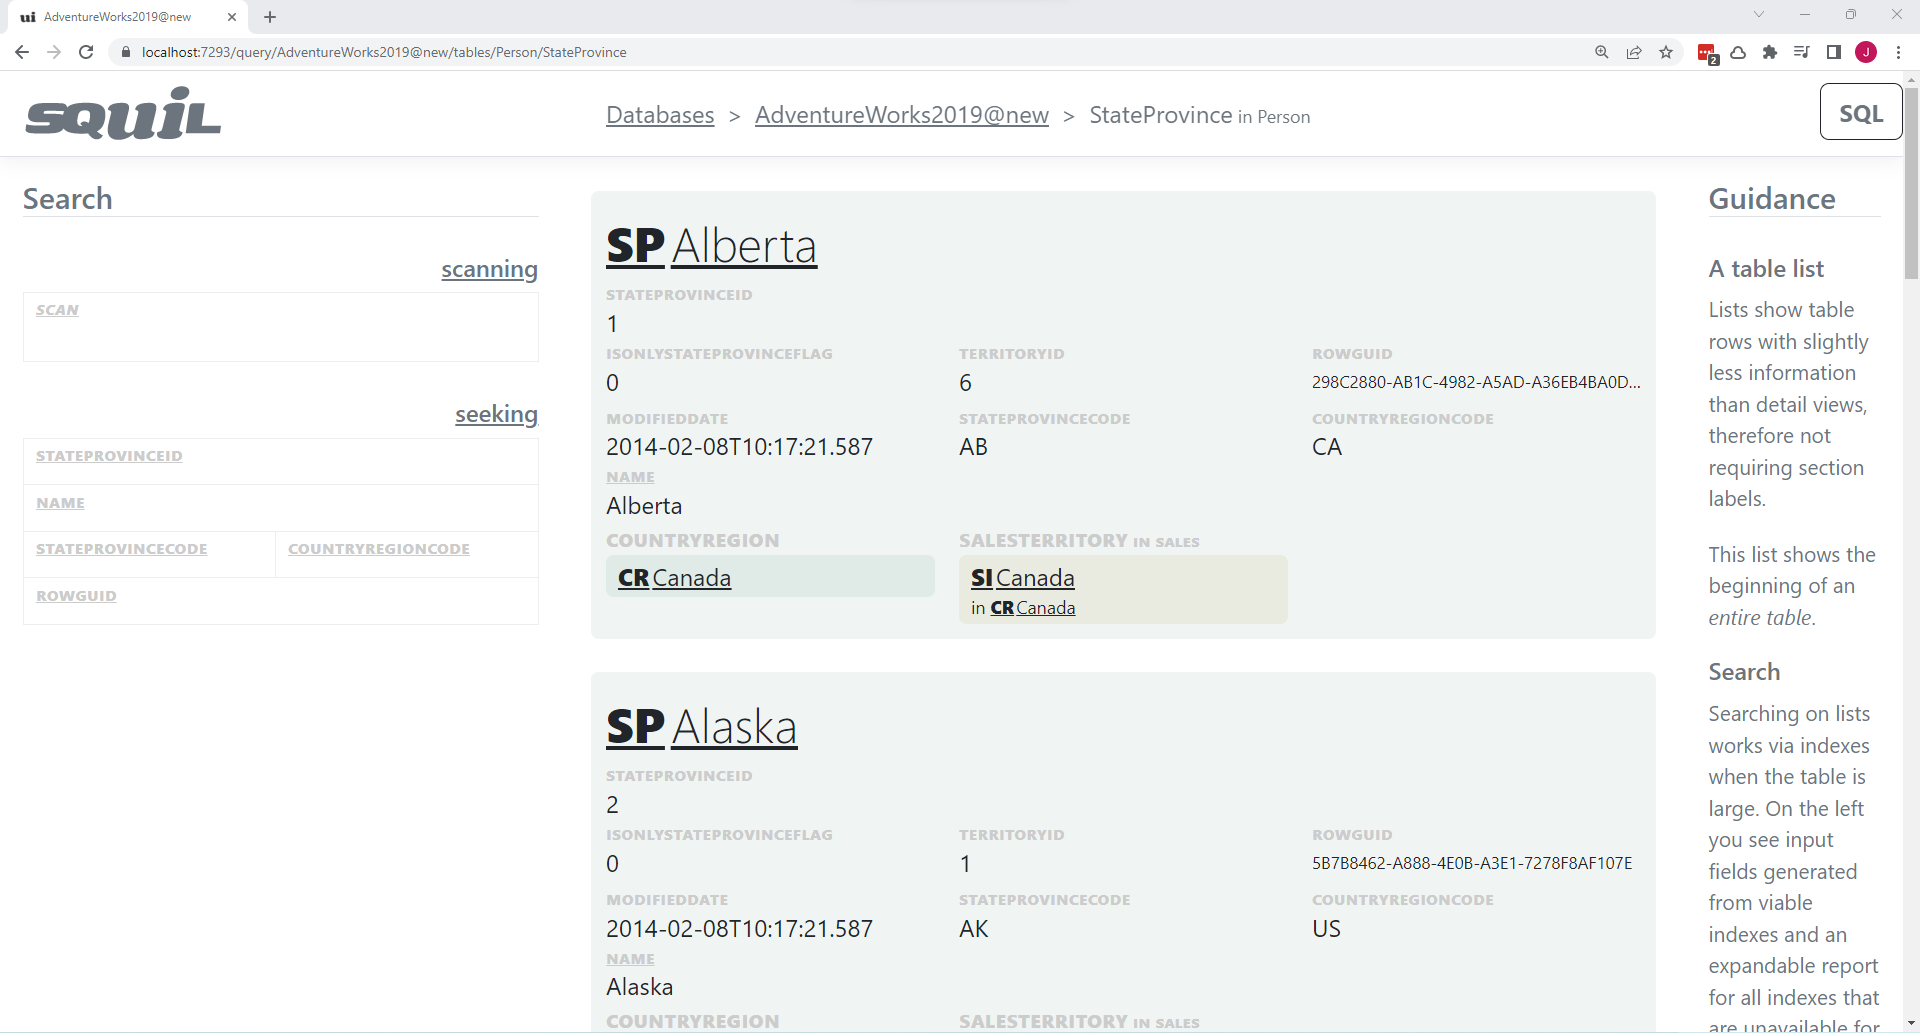 ui AdventureWorks2019@new
localhost:7293/query/AdventureWorks2019@new/tables/Person/StateProvince
2
J
SQUIL
Databases > AdventureWorks2019@new > StateProvince in Person
SQL
Search
scanning
SCAN
seeking
STATEPROVINCEID
NAME
STATEPROVINCECODE COUNTRYREGIONCODE
ROWGUID
SP Alberta
STATEPROVINCEID
1
ISONLYSTATEPROVINCEFLAG TERRITORYID ROWGUID
0 6 298C2880-AB1C-4982-A5AD-A36EB4BA0D...
MODIFIEDDATE STATEPROVINCECODE COUNTRYREGIONCODE
2014-02-08T10:17:21.587 AB CA
NAME
Alberta
COUNTRYREGION SALESTERRITORY IN SALES
CR Canada SI Canada
in CR Canada
SP Alaska
STATEPROVINCEID
2
ISONLYSTATEPROVINCEFLAG TERRITORYID ROWGUID
0 1 5B7B8462-A888-4E0B-A3E1-7278F8AF107E
MODIFIEDDATE STATEPROVINCECODE COUNTRYREGIONCODE
2014-02-08T10:17:21.587 AK US
NAME
Alaska
COUNTRYREGION SALESTERRITORY IN SALES
Guidance
A table list
Lists show table
rows with slightly
less information
than detail views,
therefore not
requiring section
labels.
This list shows the
beginning of an
entire table.
Search
Searching on lists
works via indexes
when the table is
large. On the left
you see input
fields generated
from viable
indexes and an
expandable report
for all indexes that
are unavailable for